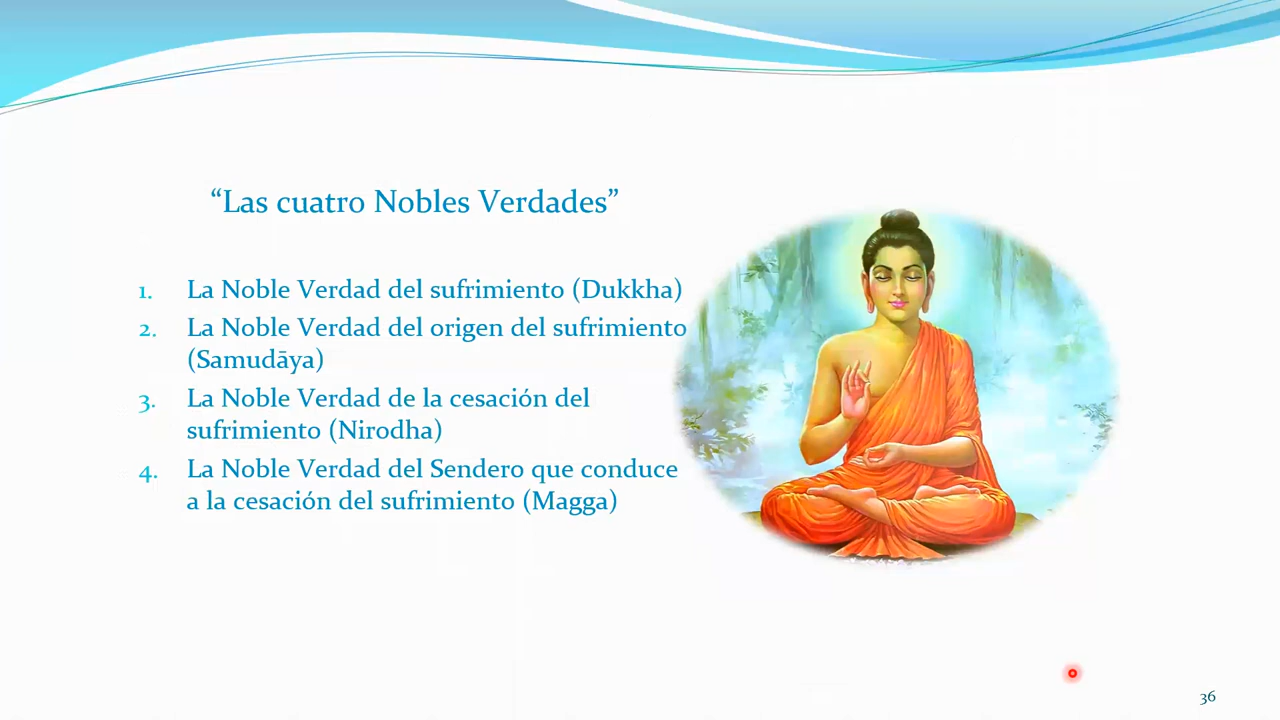 “Las cuatro Nobles Verdades”
1. La Noble Verdad del sufrimiento (Dukkha)
2. La Noble Verdad del origen del sufrimiento
(Samudāya)
3. La Noble Verdad de la cesación del
sufrimiento (Nirodha)
4. La Noble Verdad del Sendero que conduce
a la cesación del sufrimiento (Magga)
36